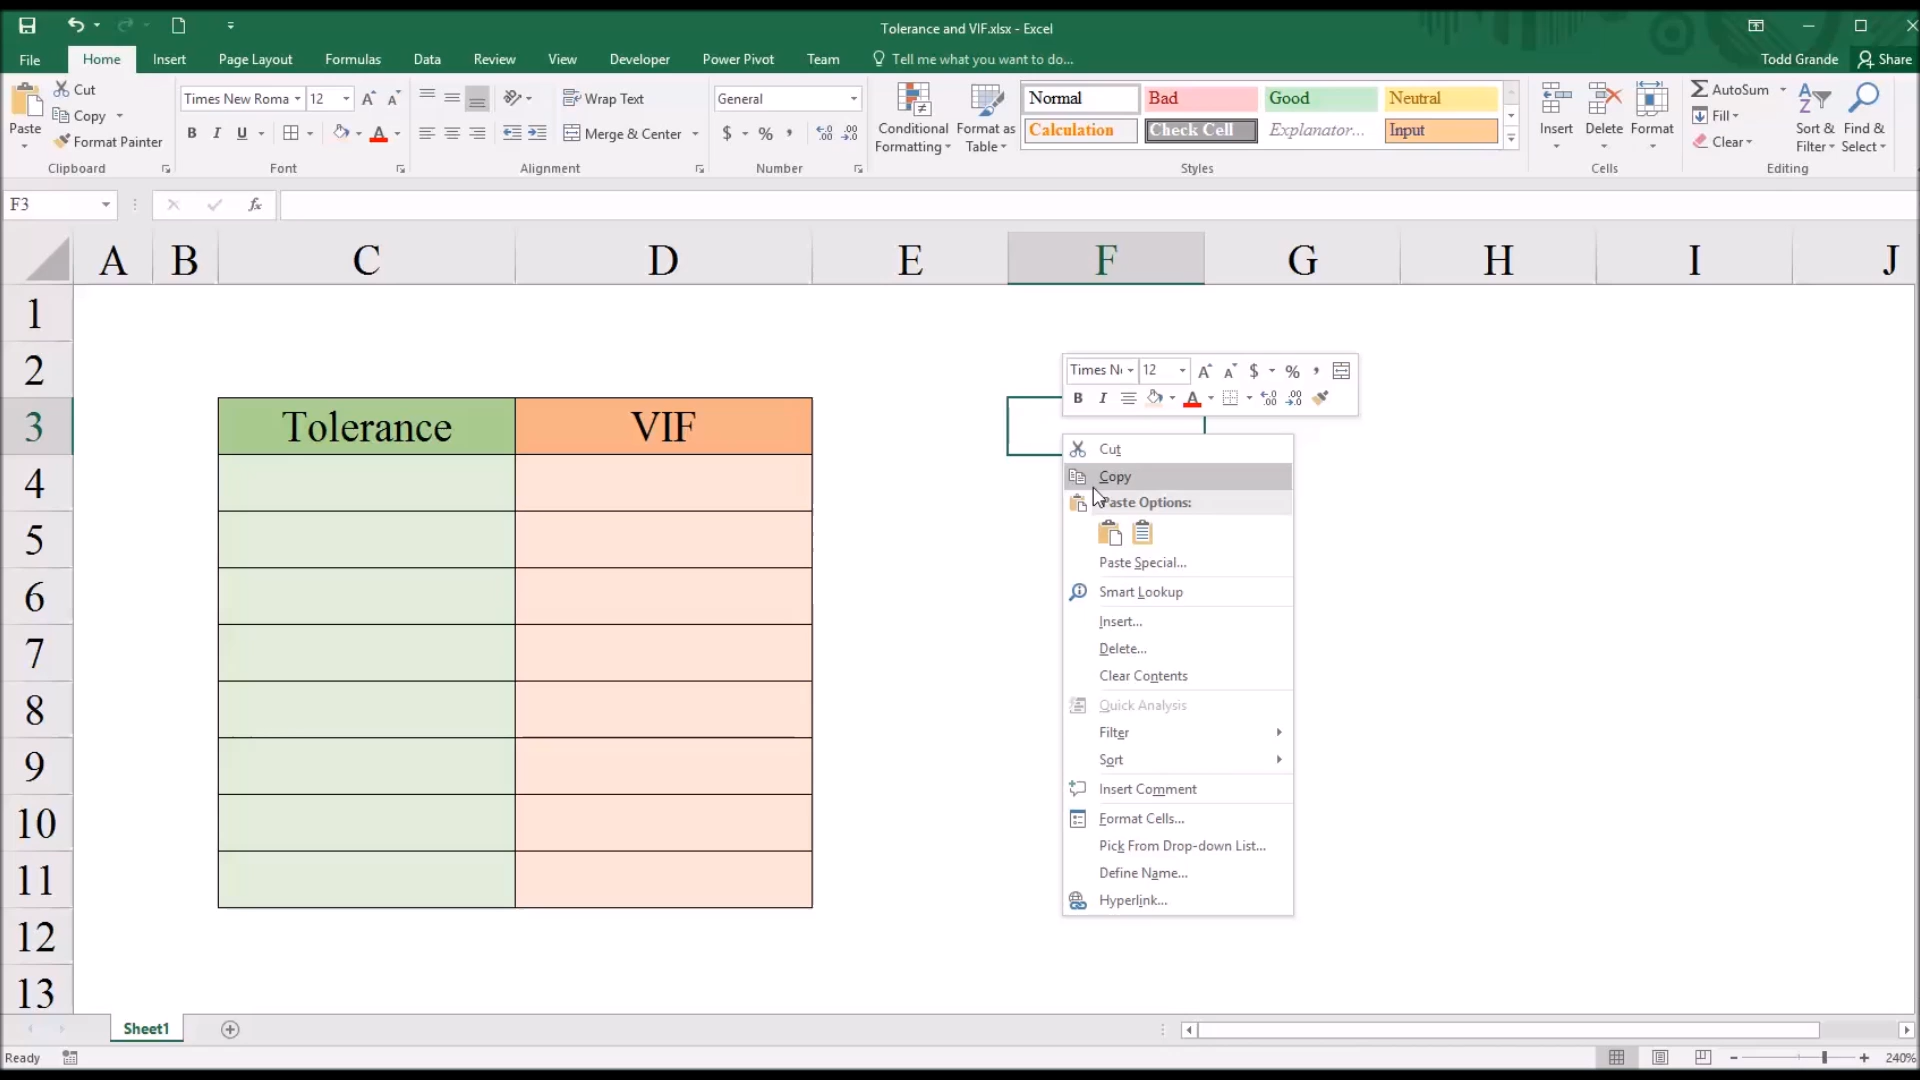 Tolerance and VIF.xlsx - Excel
File Home Insert Page Layout Formulas Data Review View Developer Power Pivot Team Tell me what you want to do... Todd Grande Share
Paste
Cut
Copy
Format Painter
Clipboard
Times New Roma 12
B I U
Font
Wrap Text
Merge & Center
Alignment
General
$ % ,
Number
Conditional Formatting
Format as Table
Normal Bad Good Neutral
Calculation Check Cell Explanator... Input
Styles
Insert Delete Format
Cells
AutoSum
Fill
Clear
Sort & Filter
Find & Select
Editing
F3
fx
A B C D E F G H I J
1
2
3 Tolerance VIF
4
5
6
7
8
9
10
11
12
13
Times N 12 $ % ,
B I
Cut
Copy
Paste Options:
Paste Special...
Smart Lookup
Insert...
Delete...
Clear Contents
Quick Analysis
Filter
Sort
Insert Comment
Format Cells...
Pick From Drop-down List...
Define Name...
Hyperlink...
Sheet1
Ready
240%